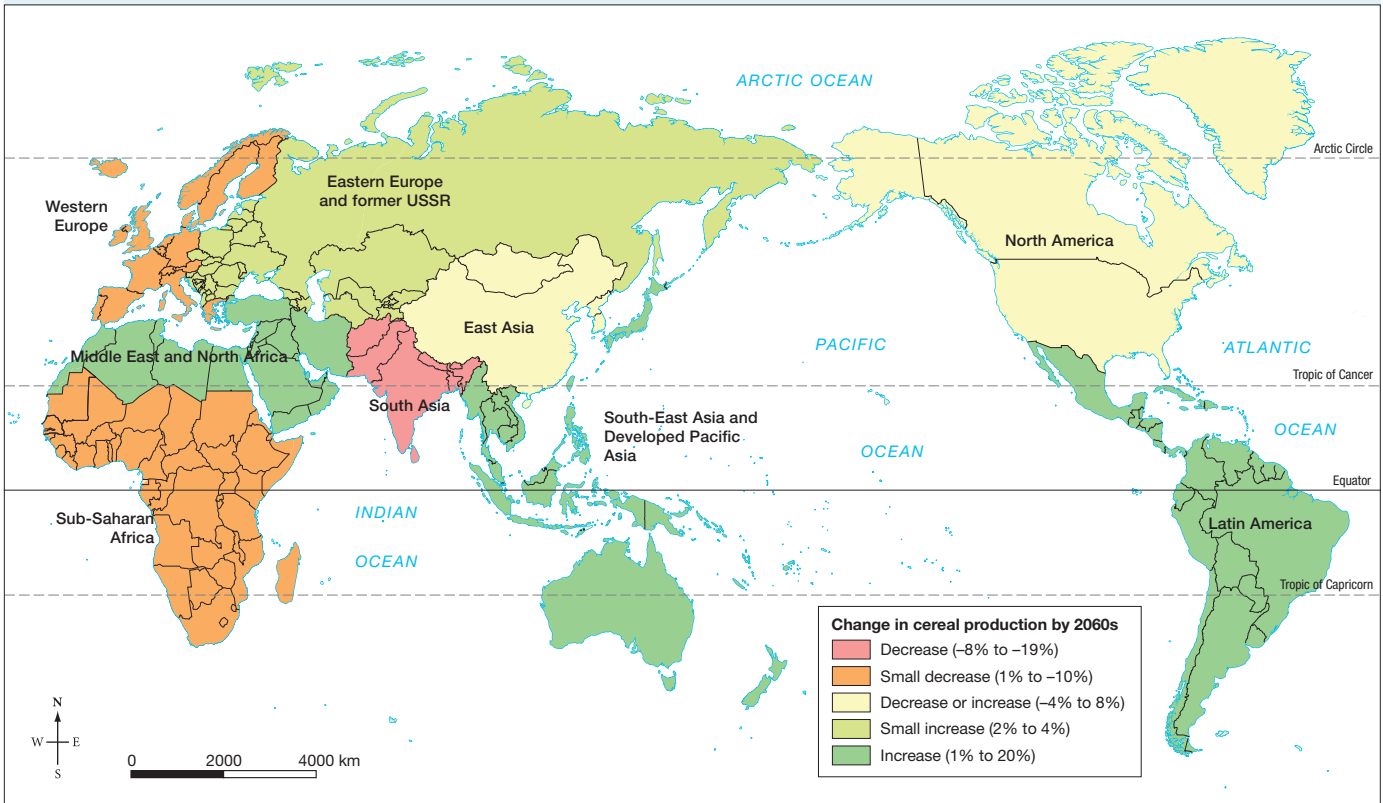 ARCTIC OCEAN
Arctic Circle
Eastern Europe
and former USSR
Western
Europe
North America
East Asia
PACIFIC
ATLANTIC
Middle East and North Africa
Tropic of Cancer
South Asia
South-East Asia and
Developed Pacific
Asia
OCEAN
OCEAN
Equator
Sub-Saharan
Africa
INDIAN
Latin America
OCEAN
Tropic of Capricorn
Change in cereal production by 2060s
Decrease (–8% to –19%)
Small decrease (1% to –10%)
Decrease or increase (–4% to 8%)
Small increase (2% to 4%)
Increase (1% to 20%)
N
W E
S
0 2000 4000 km